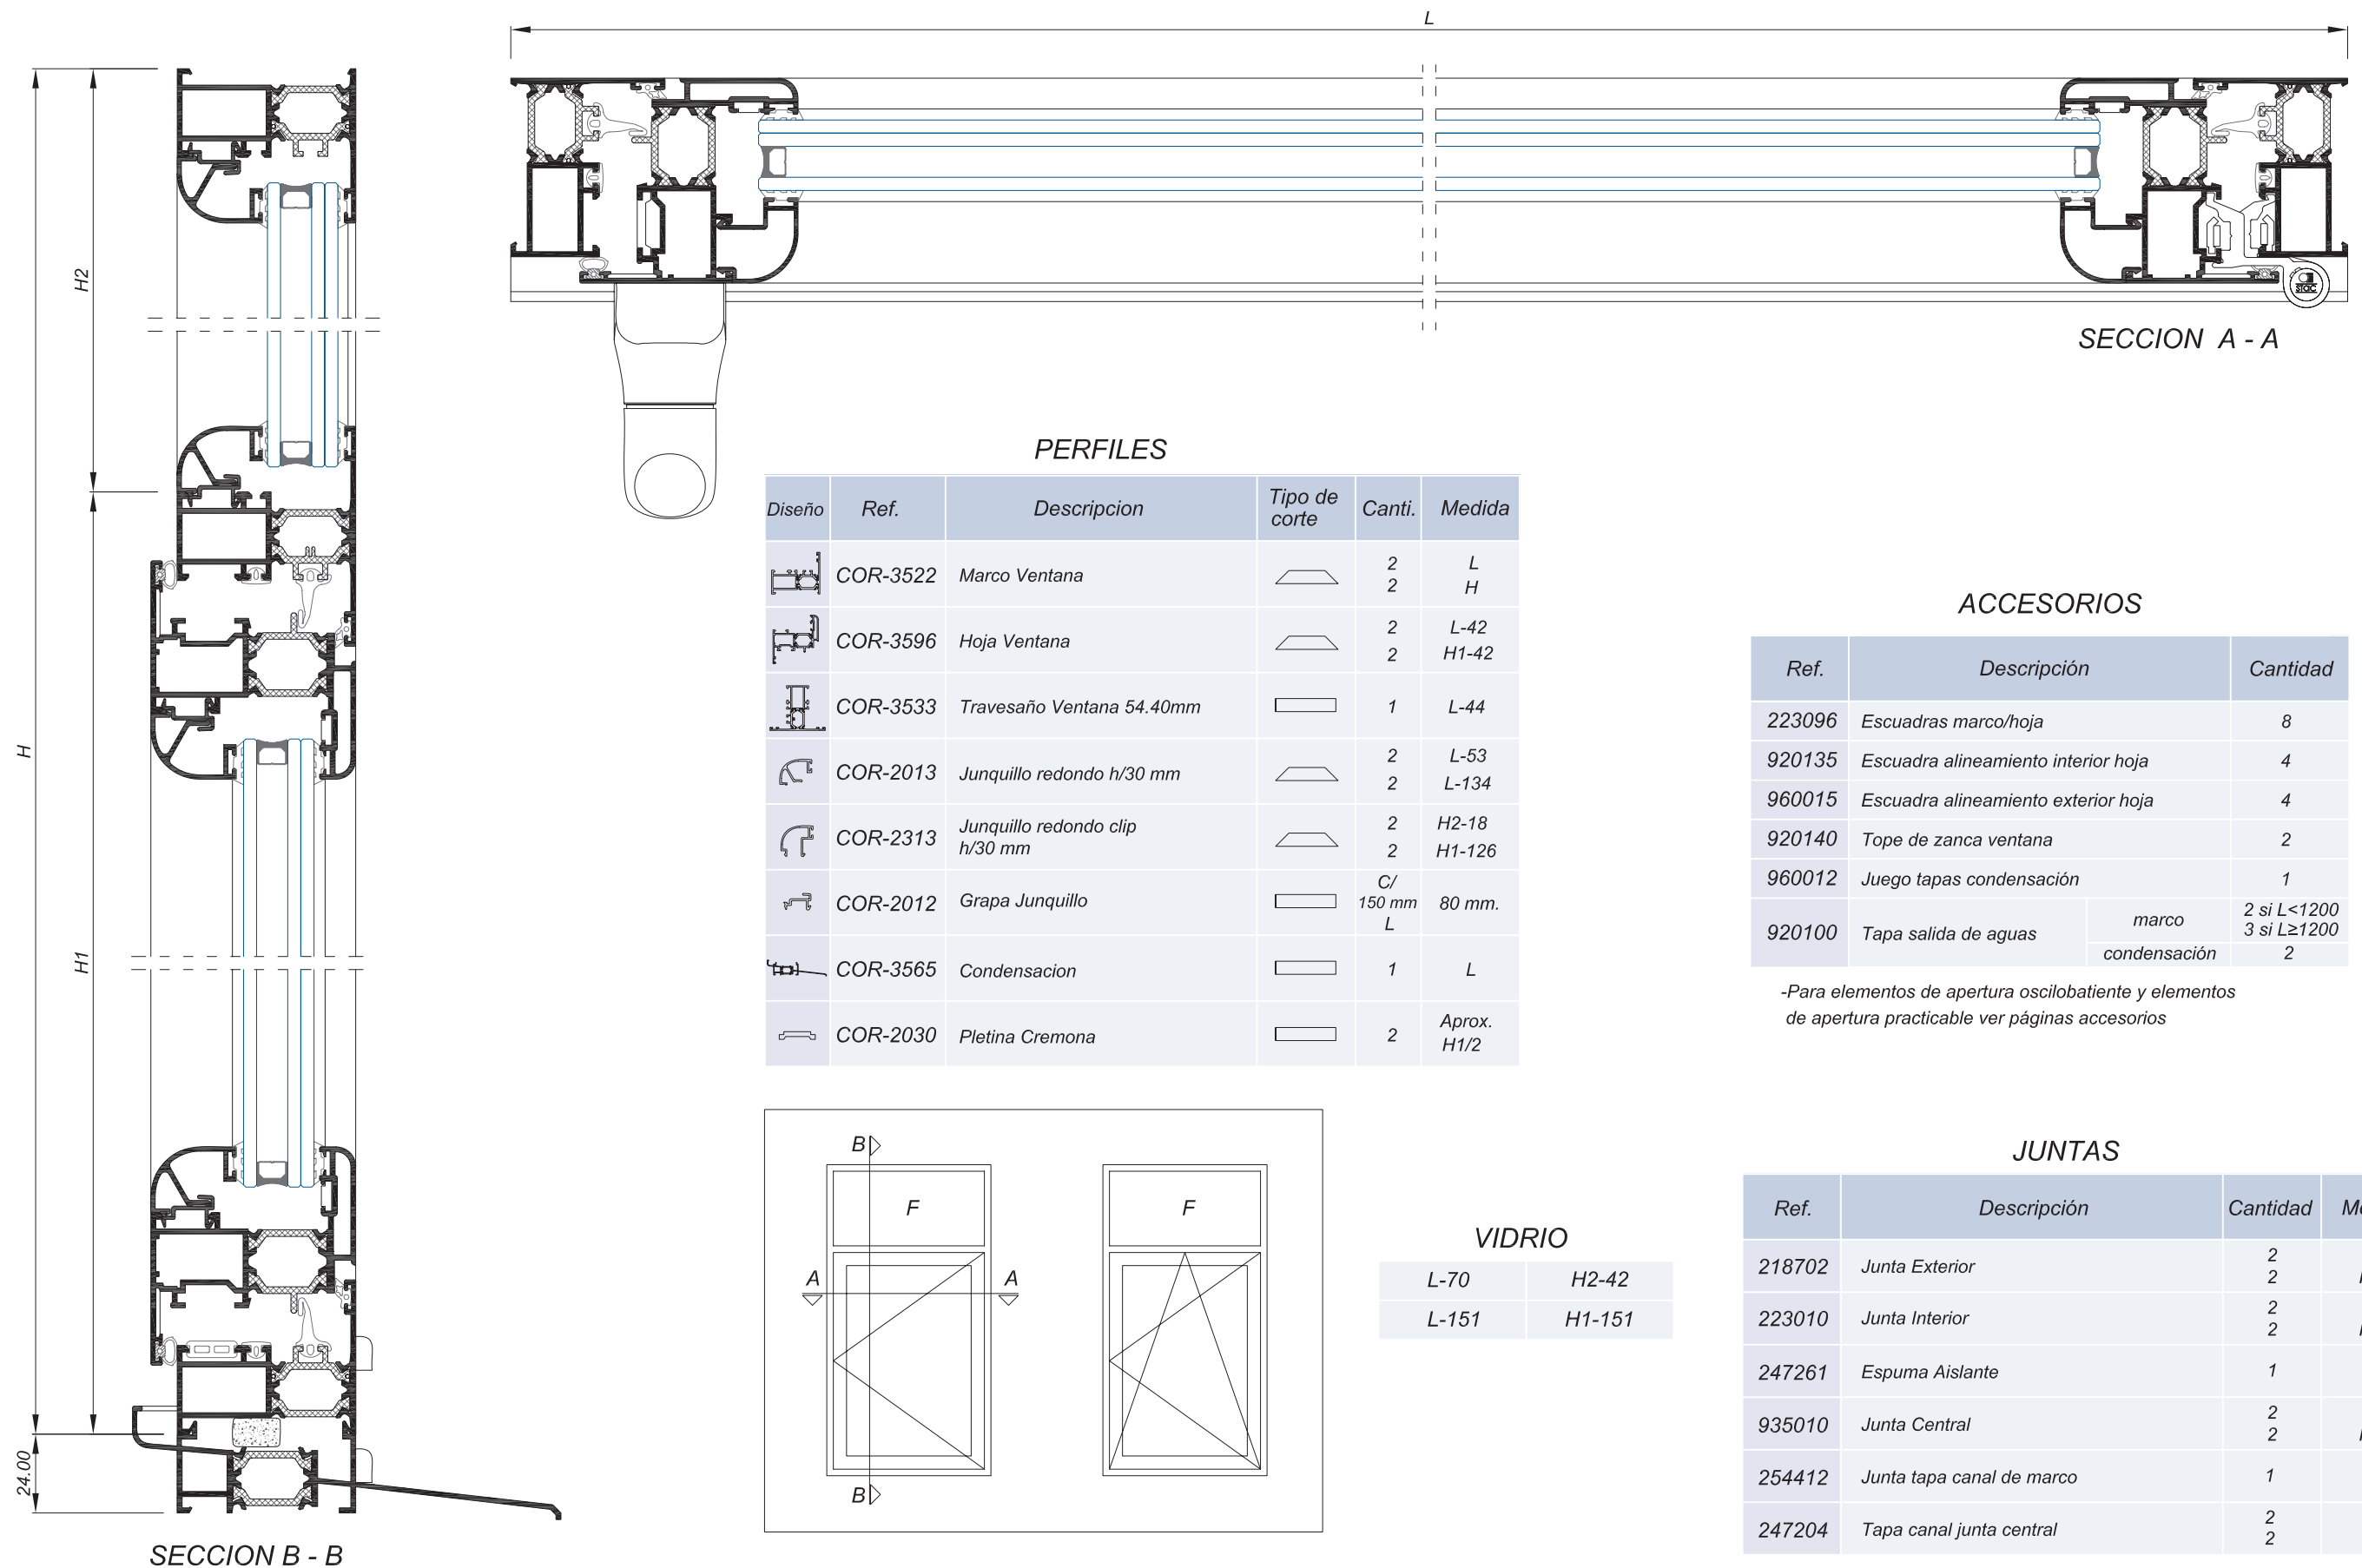 L
H2
H
H1
24.00
SECCION A - A
SECCION B - B
STAC
PERFILES
Diseño Ref. Descripcion Tipo de corte Canti. Medida
COR-3522 Marco Ventana 2 L
2 H
COR-3596 Hoja Ventana 2 L-42
2 H1-42
COR-3533 Travesaño Ventana 54.40mm 1 L-44
COR-2013 Junquillo redondo h/30 mm 2 L-53
2 L-134
COR-2313 Junquillo redondo clip h/30 mm 2 H2-18
2 H1-126
COR-2012 Grapa Junquillo C/ 150 mm L 80 mm.
COR-3565 Condensacion 1 L
COR-2030 Pletina Cremona 2 Aprox. H1/2
ACCESORIOS
Ref. Descripción Cantidad
223096 Escuadras marco/hoja 8
920135 Escuadra alineamiento interior hoja 4
960015 Escuadra alineamiento exterior hoja 4
920140 Tope de zanca ventana 2
960012 Juego tapas condensación 1
920100 Tapa salida de aguas marco 2 si L<1200
3 si L≥1200
condensación 2
-Para elementos de apertura oscilobatiente y elementos
de apertura practicable ver páginas accesorios
B
F
A A
B
F
VIDRIO
L-70 H2-42
L-151 H1-151
JUNTAS
Ref. Descripción Cantidad
218702 Junta Exterior 2
2
223010 Junta Interior 2
2
247261 Espuma Aislante 1
935010 Junta Central 2
2
254412 Junta tapa canal de marco 1
247204 Tapa canal junta central 2
2